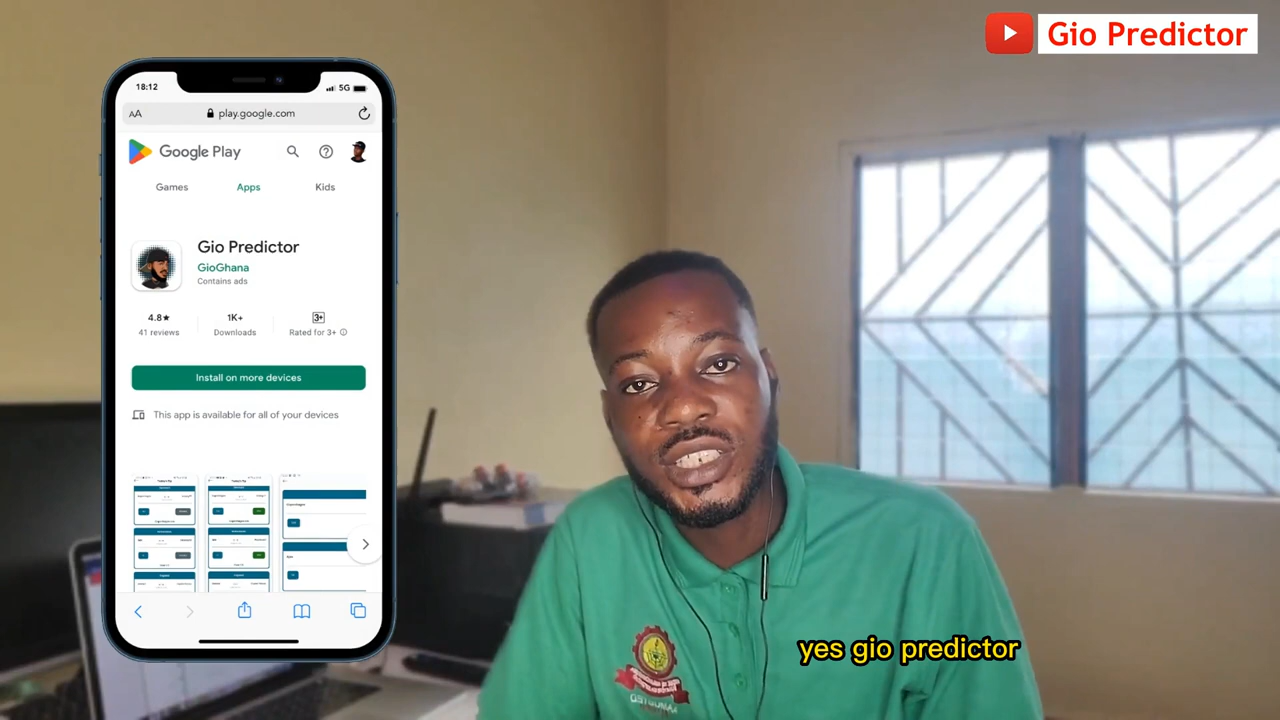 Gio Predictor
18:12
5G
AA
play.google.com
Google Play
Games
Apps
Kids
Gio Predictor
GioGhana
Contains ads
4.8★
1K+
3+
41 reviews
Downloads
Rated for 3+
Install on more devices
This app is available for all of your devices
yes gio predictor